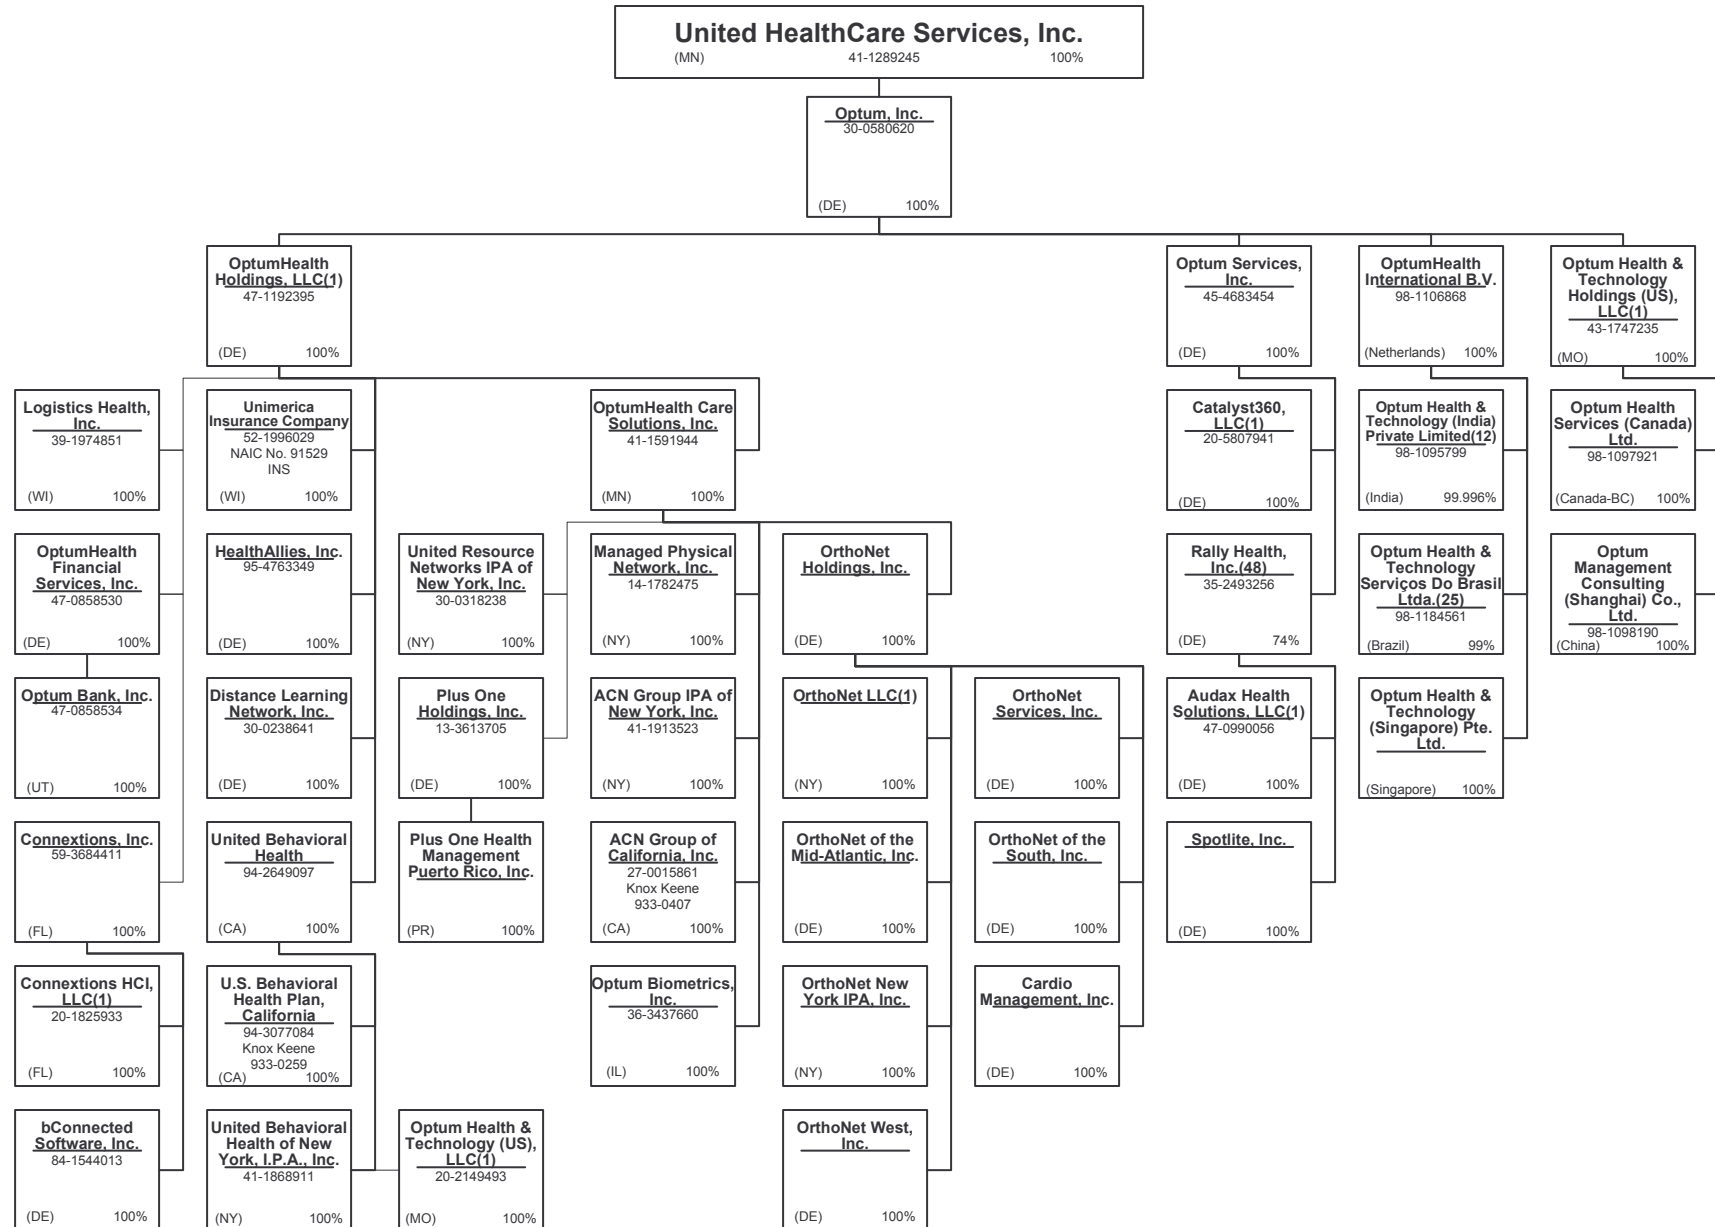 United HealthCare Services, Inc.
(MN) 41-1289245 100%
Optum, Inc.
30-0580620
(DE) 100%
OptumHealth
Holdings, LLC(1)
47-1192395
(DE) 100%
Optum Services,
Inc.
45-4683454
(DE) 100%
OptumHealth
International B.V.
98-1106868
(Netherlands) 100%
Optum Health &
Technology
Holdings (US),
LLC(1)
43-1747235
(MO) 100%
Logistics Health,
Inc.
39-1974851
(WI) 100%
Unimerica
Insurance Company
52-1996029
NAIC No. 91529
INS
(WI) 100%
OptumHealth Care
Solutions, Inc.
41-1591944
(MN) 100%
Catalyst360,
LLC(1)
20-5807941
(DE) 100%
Optum Health &
Technology (India)
Private Limited(12)
98-1095799
(India) 99.996%
Optum Health
Services (Canada)
Ltd.
98-1097921
(Canada-BC) 100%
OptumHealth
Financial
Services, Inc.
47-0858530
(DE) 100%
HealthAllies, Inc.
95-4763349
(DE) 100%
United Resource
Networks IPA of
New York, Inc.
30-0318238
(NY) 100%
Managed Physical
Network, Inc.
14-1782475
(NY) 100%
OrthoNet
Holdings, Inc.
(DE) 100%
Rally Health,
Inc.(48)
35-2493256
(DE) 74%
Optum Health &
Technology
Serviços Do Brasil
Ltda.(25)
98-1184561
(Brazil) 99%
Optum
Management
Consulting
(Shanghai) Co.,
Ltd.
98-1098190
(China) 100%
Optum Bank, Inc.
47-0858534
(UT) 100%
Distance Learning
Network, Inc.
30-0238641
(DE) 100%
Plus One
Holdings, Inc.
13-3613705
(DE) 100%
ACN Group IPA of
New York, Inc.
41-1913523
(NY) 100%
OrthoNet LLC(1)
(NY) 100%
OrthoNet
Services, Inc.
(DE) 100%
Audax Health
Solutions, LLC(1)
47-0990056
(DE) 100%
Optum Health &
Technology
(Singapore) Pte.
Ltd.
(Singapore) 100%
Connextions, Inc.
59-3684411
(FL) 100%
United Behavioral
Health
94-2649097
(CA) 100%
Plus One Health
Management
Puerto Rico, Inc.
(PR) 100%
ACN Group of
California, Inc.
27-0015861
Knox Keene
933-0407
(CA) 100%
OrthoNet of the
Mid-Atlantic, Inc.
(DE) 100%
OrthoNet of the
South, Inc.
(DE) 100%
Spotlite, Inc.
(DE) 100%
Connextions HCI,
LLC(1)
20-1825933
(FL) 100%
U.S. Behavioral
Health Plan,
California
94-3077084
Knox Keene
933-0259
(CA) 100%
Optum Biometrics,
Inc.
36-3437660
(IL) 100%
OrthoNet New
York IPA, Inc.
(NY) 100%
Cardio
Management, Inc.
(DE) 100%
bConnected
Software, Inc.
84-1544013
(DE) 100%
United Behavioral
Health of New
York, I.P.A., Inc.
41-1868911
(NY) 100%
Optum Health &
Technology (US),
LLC(1)
20-2149493
(MO) 100%
OrthoNet West,
Inc.
(DE) 100%